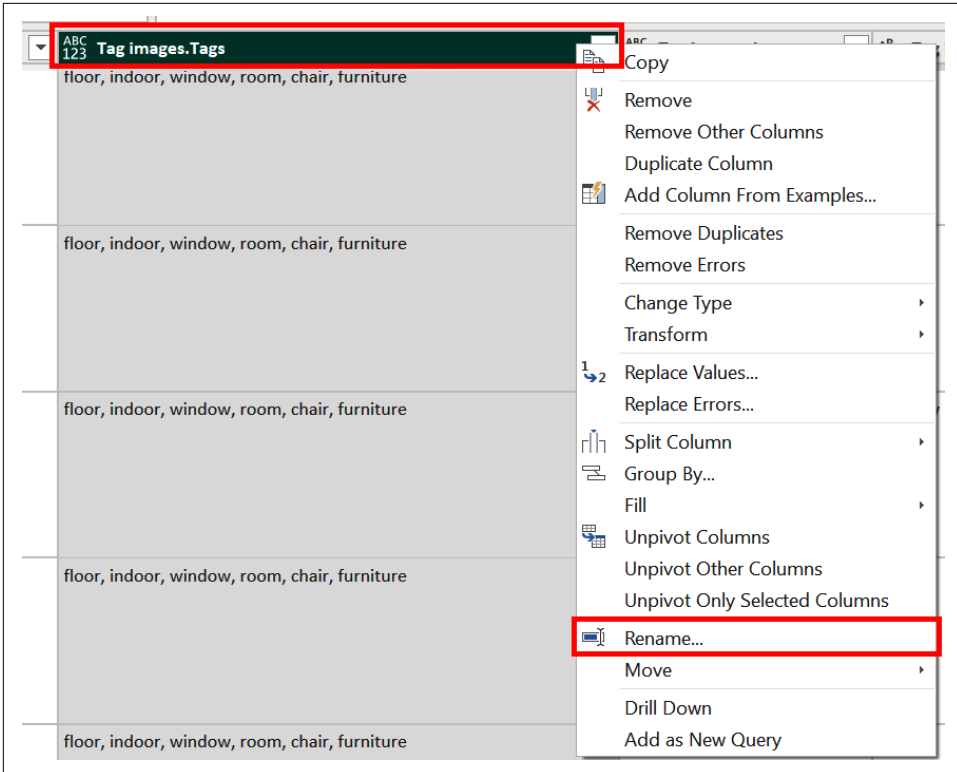 ABC
123 Tag images.Tags
floor, indoor, window, room, chair, furniture
floor, indoor, window, room, chair, furniture
floor, indoor, window, room, chair, furniture
floor, indoor, window, room, chair, furniture
floor, indoor, window, room, chair, furniture
Copy
Remove
Remove Other Columns
Duplicate Column
Add Column From Examples...
Remove Duplicates
Remove Errors
Change Type
Transform
1
2
Replace Values...
Replace Errors...
Split Column
Group By...
Fill
Unpivot Columns
Unpivot Other Columns
Unpivot Only Selected Columns
Rename...
Move
Drill Down
Add as New Query